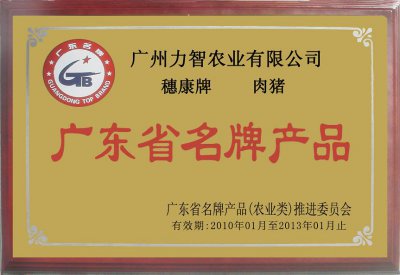 广东名牌
GTB
GUANGDONG TOP BRAND
广州力智农业有限公司
穗康牌 肉猪
广东省名牌产品
广东省名牌产品(农业类)推进委员会
有效期:2010年01月至2013年01月止